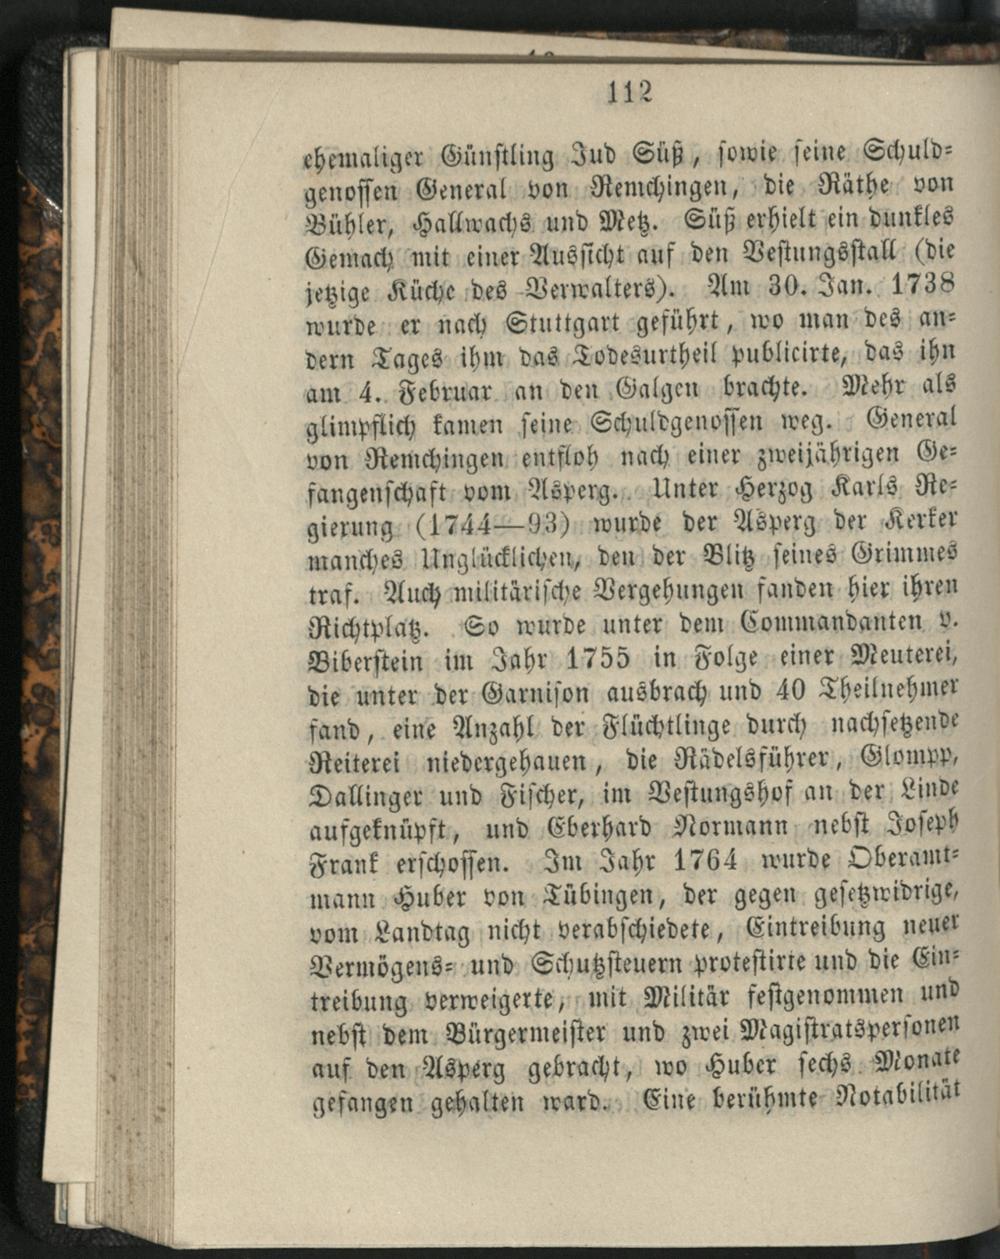 112
ehemaliger Günstling Jud Süß, sowie seine Schuld=
genossen General von Remchingen, die Räthe von
Bühler, Hallwachs und Metz. Süß erhielt ein dunkles
Gemach mit einer Aussicht auf den Vestungsstall (die
jetzige Küche des Verwalters). Am 30. Jan. 1738
wurde er nach Stuttgart geführt, wo man des an=
dern Tages ihm das Todesurtheil publicirte, das ihn
am 4. Februar an den Galgen brachte. Mehr als
glimpflich kamen seine Schuldgenossen weg. General
von Remchingen entfloh nach einer zweijährigen Ge=
fangenschaft vom Asperg. Unter Herzog Karls Re=
gierung (1744—93) wurde der Asperg der Kerker
manches Unglücklichen, den der Blitz seines Grimmes
traf. Auch militärische Vergehungen fanden hier ihren
Richtplatz. So wurde unter dem Commandanten v.
Biberstein im Jahr 1755 in Folge einer Meuterei,
die unter der Garnison ausbrach und 40 Theilnehmer
fand, eine Anzahl der Flüchtlinge durch nachsetzende
Reiterei niedergehauen, die Rädelsführer, Glompp,
Dallinger und Fischer, im Vestungshof an der Linde
aufgeknüpft, und Eberhard Normann nebst Joseph
Frank erschossen. Im Jahr 1764 wurde Oberamt=
mann Huber von Tübingen, der gegen gesetzwidrige,
vom Landtag nicht verabschiedete, Eintreibung neuer
Vermögens= und Schutzsteuern protestirte und die Ein=
treibung verweigerte, mit Militär festgenommen und
nebst dem Bürgermeister und zwei Magistratspersonen
auf den Asperg gebracht, wo Huber sechs Monate
gefangen gehalten ward. Eine berühmte Notabilität